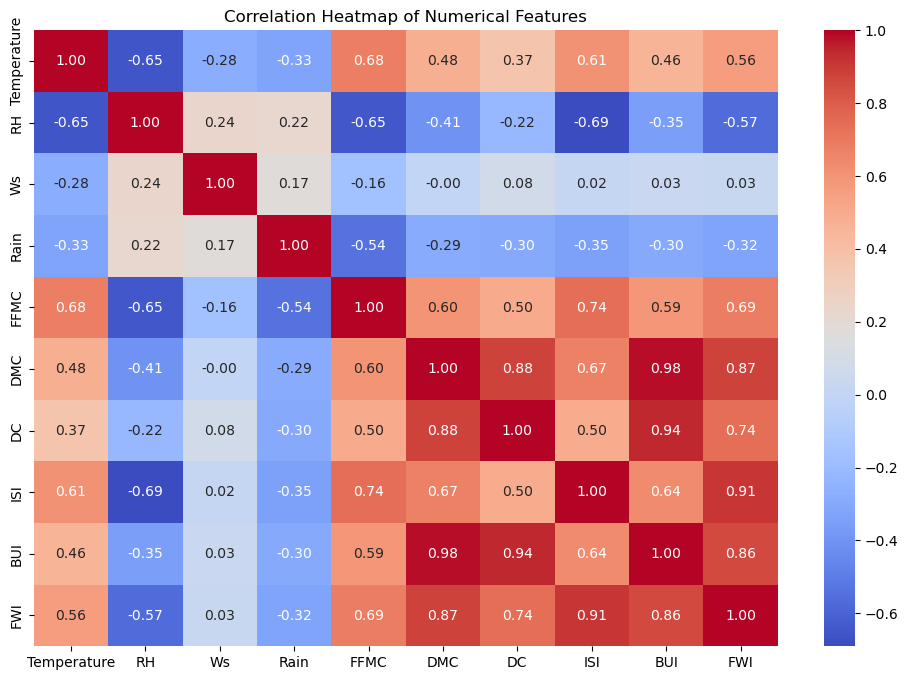 Correlation Heatmap of Numerical Features
Temperature 1.00 -0.65 -0.28 -0.33 0.68 0.48 0.37 0.61 0.46 0.56
RH -0.65 1.00 0.24 0.22 -0.65 -0.41 -0.22 -0.69 -0.35 -0.57
Ws -0.28 0.24 1.00 0.17 -0.16 -0.00 0.08 0.02 0.03 0.03
Rain -0.33 0.22 0.17 1.00 -0.54 -0.29 -0.30 -0.35 -0.30 -0.32
FFMC 0.68 -0.65 -0.16 -0.54 1.00 0.60 0.50 0.74 0.59 0.69
DMC 0.48 -0.41 -0.00 -0.29 0.60 1.00 0.88 0.67 0.98 0.87
DC 0.37 -0.22 0.08 -0.30 0.50 0.88 1.00 0.50 0.94 0.74
ISI 0.61 -0.69 0.02 -0.35 0.74 0.67 0.50 1.00 0.64 0.91
BUI 0.46 -0.35 0.03 -0.30 0.59 0.98 0.94 0.64 1.00 0.86
FWI 0.56 -0.57 0.03 -0.32 0.69 0.87 0.74 0.91 0.86 1.00
Temperature RH Ws Rain FFMC DMC DC ISI BUI FWI
1.0
0.8
0.6
0.4
0.2
0.0
−0.2
−0.4
−0.6